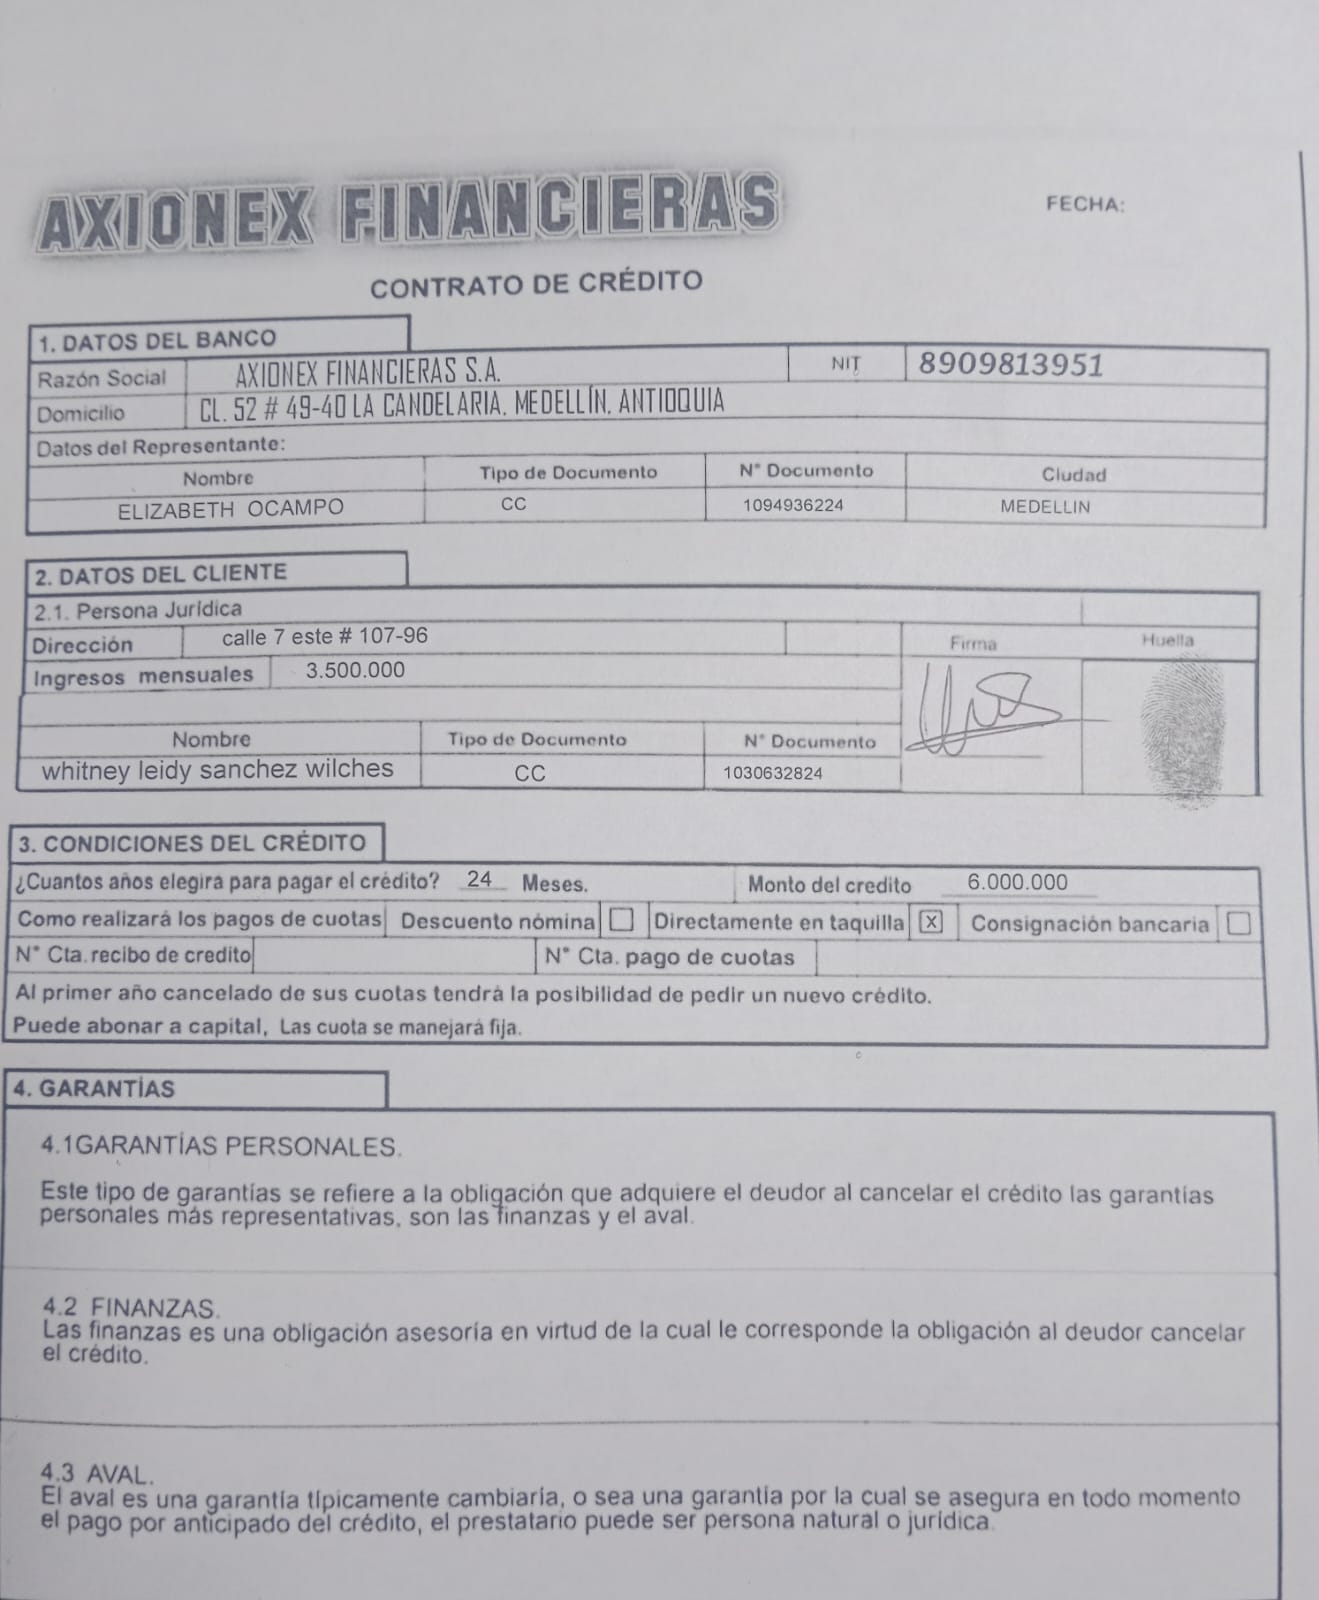 AXIONEX FINANCIERAS
FECHA:
CONTRATO DE CRÉDITO
1. DATOS DEL BANCO
Razón Social AXIONEX FINANCIERAS S.A. NIT 8909813951
Domicilio CL. 52 # 49-40 LA CANDELARIA, MEDELLÍN, ANTIOQUIA
Datos del Representante:
Nombre Tipo de Documento N° Documento Ciudad
ELIZABETH OCAMPO CC 1094936224 MEDELLIN
2. DATOS DEL CLIENTE
2.1. Persona Jurídica
Dirección calle 7 este # 107-96 Firma Huella
Ingresos mensuales 3.500.000
Nombre Tipo de Documento N° Documento
whitney leidy sanchez wilches CC 1030632824
3. CONDICIONES DEL CRÉDITO
¿Cuantos años elegira para pagar el crédito? 24 Meses. Monto del credito 6.000.000
Como realizará los pagos de cuotas Descuento nómina Directamente en taquilla X Consignación bancaria
N° Cta. recibo de credito N° Cta. pago de cuotas
Al primer año cancelado de sus cuotas tendrá la posibilidad de pedir un nuevo crédito.
Puede abonar a capital, Las cuota se manejará fija.
4. GARANTÍAS
4.1GARANTÍAS PERSONALES.
Este tipo de garantías se refiere a la obligación que adquiere el deudor al cancelar el crédito las garantías
personales más representativas, son las finanzas y el aval.
4.2 FINANZAS.
Las finanzas es una obligación asesoría en virtud de la cual le corresponde la obligación al deudor cancelar
el crédito.
4.3 AVAL.
El aval es una garantía típicamente cambiaria, o sea una garantía por la cual se asegura en todo momento
el pago por anticipado del crédito, el prestatario puede ser persona natural o jurídica.